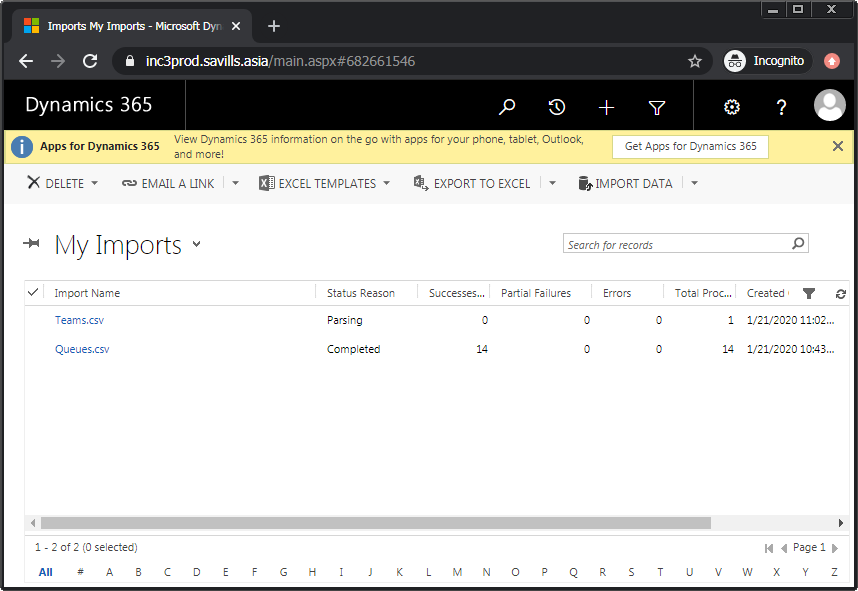 Imports My Imports - Microsoft Dyn
inc3prod.savills.asia/main.aspx#682661546
Incognito
Dynamics 365
Apps for Dynamics 365
View Dynamics 365 information on the go with apps for your phone, tablet, Outlook,
and more!
Get Apps for Dynamics 365
DELETE
EMAIL A LINK
EXCEL TEMPLATES
EXPORT TO EXCEL
IMPORT DATA
My Imports
Search for records
Import Name Status Reason Successes... Partial Failures Errors Total Proc... Created
Teams.csv Parsing 0 0 0 1 1/21/2020 11:02...
Queues.csv Completed 14 0 0 14 1/21/2020 10:43...
1 - 2 of 2 (0 selected)
Page 1
All # A B C D E F G H I J K L M N O P Q R S T U V W X Y Z